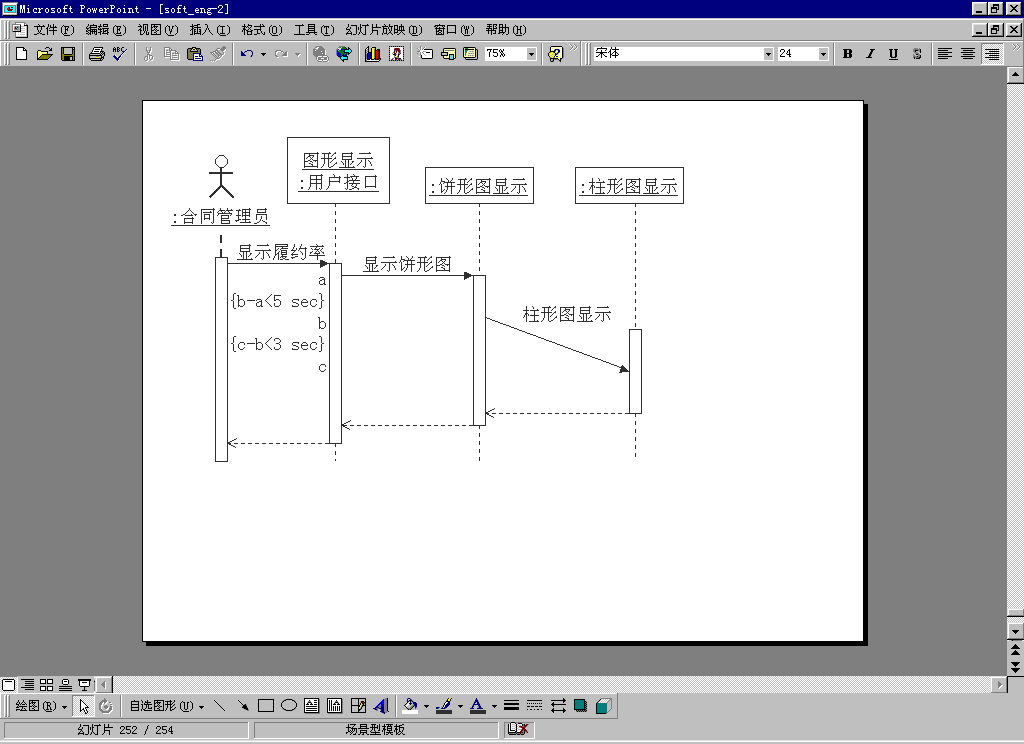 Microsoft PowerPoint - [soft_eng-2]
文件(F) 编辑(E) 视图(V) 插入(I) 格式(O) 工具(T) 幻灯片放映(D) 窗口(W) 帮助(H)
75% 宋体 24 B I U S
图形显示
:用户接口
:饼形图显示
:柱形图显示
:合同管理员
显示履约率
显示饼形图
a
{b-a<5 sec}
柱形图显示
b
{c-b<3 sec}
c
绘图(R) 自选图形(U)
幻灯片 252 / 254
场景型模板